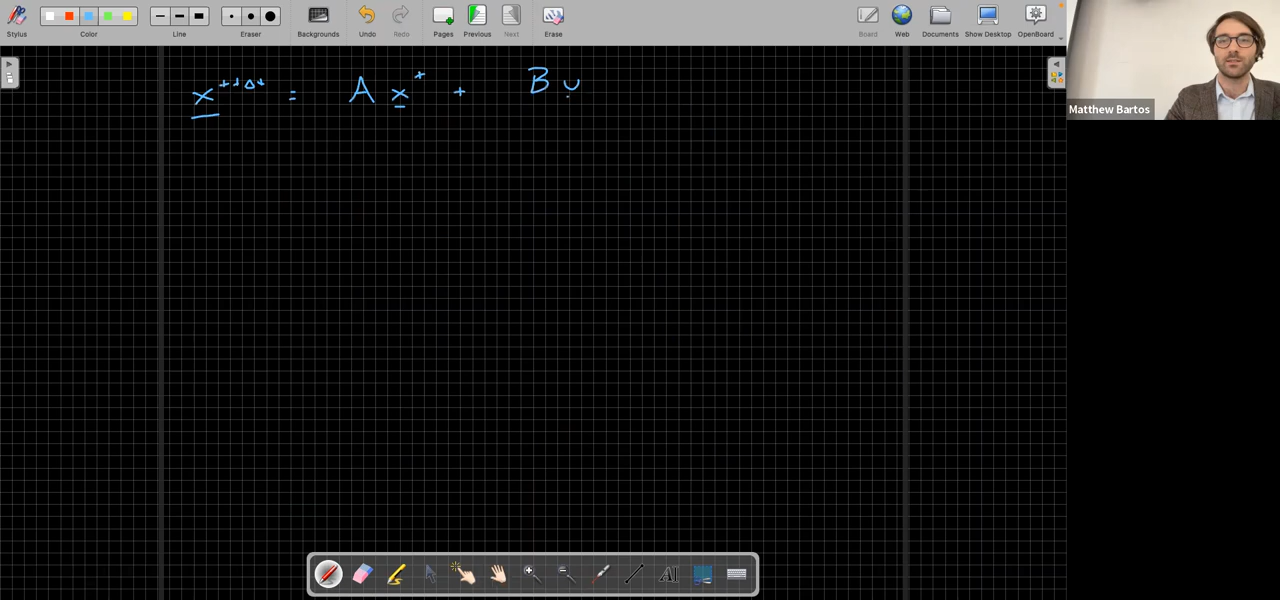 Stylus Color Line Eraser Backgrounds Undo Redo Pages Previous Next Erase Board Web Documents Show Desktop OpenBoard
x^{t+Δt} = A x^t + B u
Matthew Bartos
AI